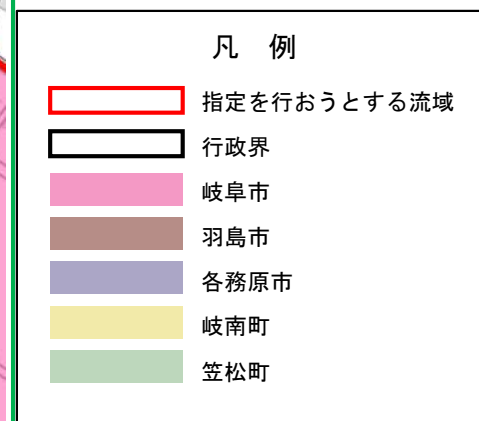 凡 例
指定を行おうとする流域
行政界
岐阜市
羽島市
各務原市
岐南町
笠松町